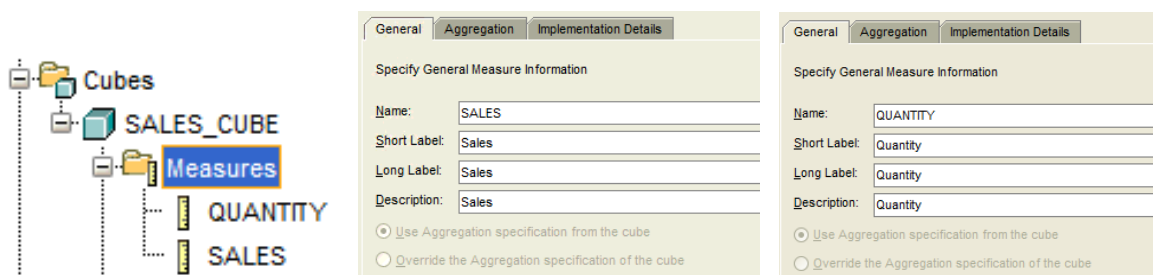 Cubes
SALES_CUBE
Measures
QUANTITY
SALES
General Aggregation Implementation Details
Specify General Measure Information
Name: SALES
Short Label: Sales
Long Label: Sales
Description: Sales
Use Aggregation specification from the cube
Override the Aggregation specification of the cube
General Aggregation Implementation Details
Specify General Measure Information
Name: QUANTITY
Short Label: Quantity
Long Label: Quantity
Description: Quantity
Use Aggregation specification from the cube
Override the Aggregation specification of the cube